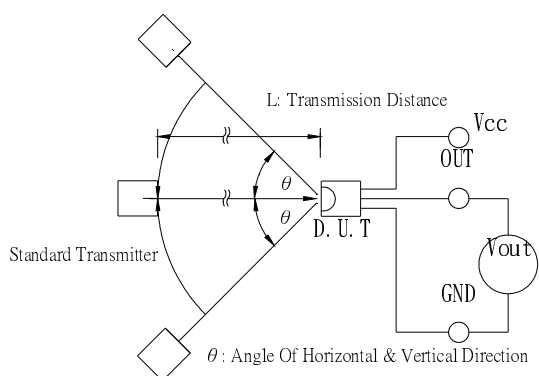 L: Transmission Distance
Vcc
OUT
θ
θ
D.U.T
Standard Transmitter
Vout
GND
θ: Angle Of Horizontal & Vertical Direction